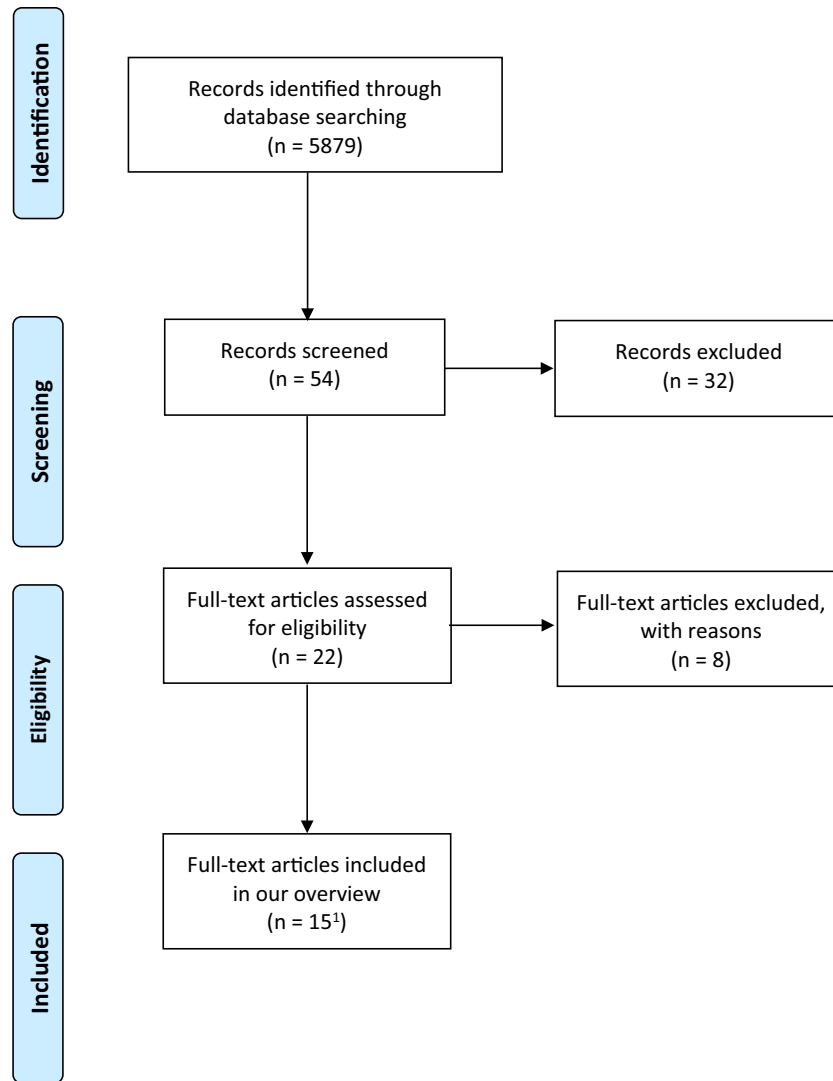 Identification
Records identified through
database searching
(n = 5879)
Screening
Records screened
(n = 54)
Records excluded
(n = 32)
Eligibility
Full-text articles assessed
for eligibility
(n = 22)
Full-text articles excluded,
with reasons
(n = 8)
Included
Full-text articles included
in our overview
(n = 15¹)